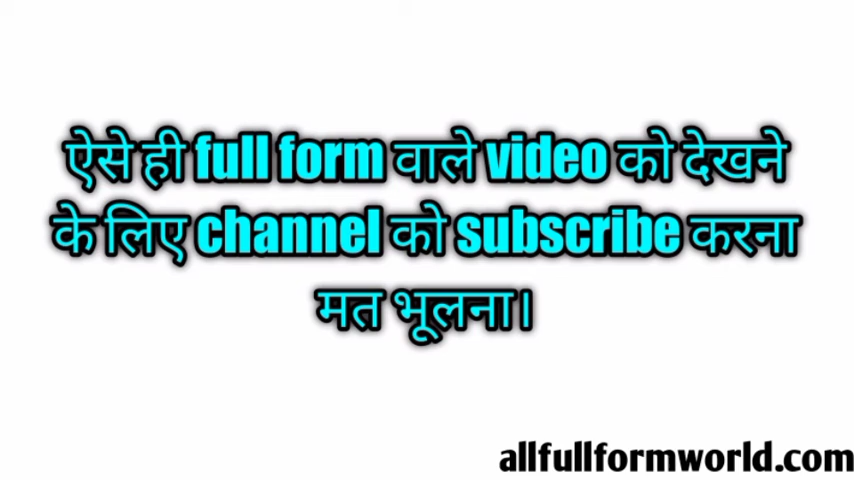 ऐसे ही full form वाले video को देखने
के लिए channel को subscribe करना
मत भूलना।
allfullformworld.com